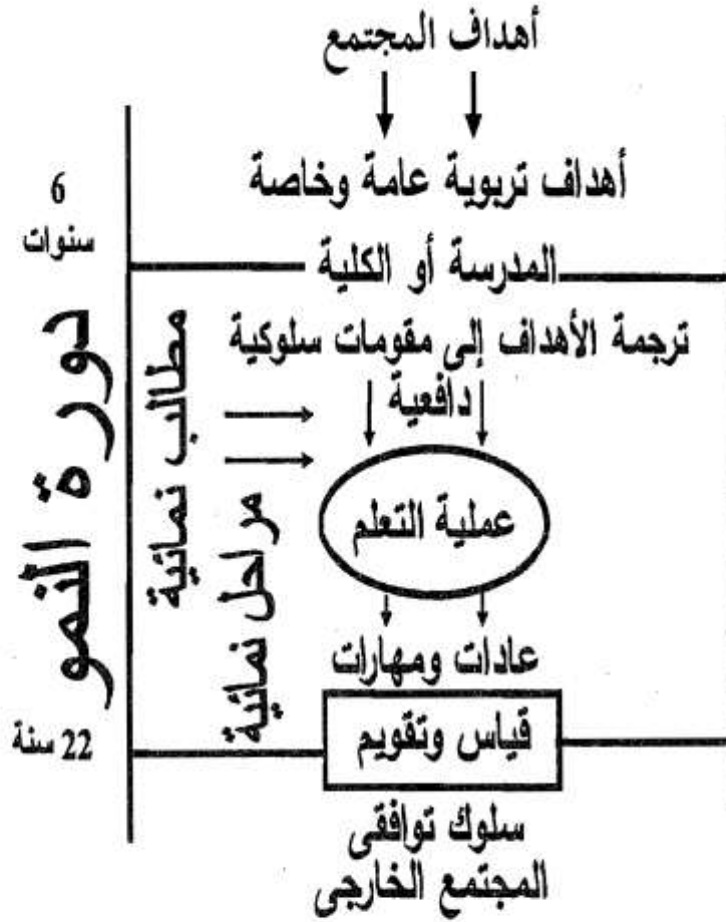 أهداف المجتمع
أهداف تربوية عامة وخاصة
6
سنوات
المدرسة أو الكلية
ترجمة الأهداف إلى مقومات سلوكية
دافعية
دورة النمو
مطالب نمائية
مراحل نمائية
عملية التعلم
عادات ومهارات
قياس وتقويم
22 سنة
سلوك توافقى
المجتمع الخارجى